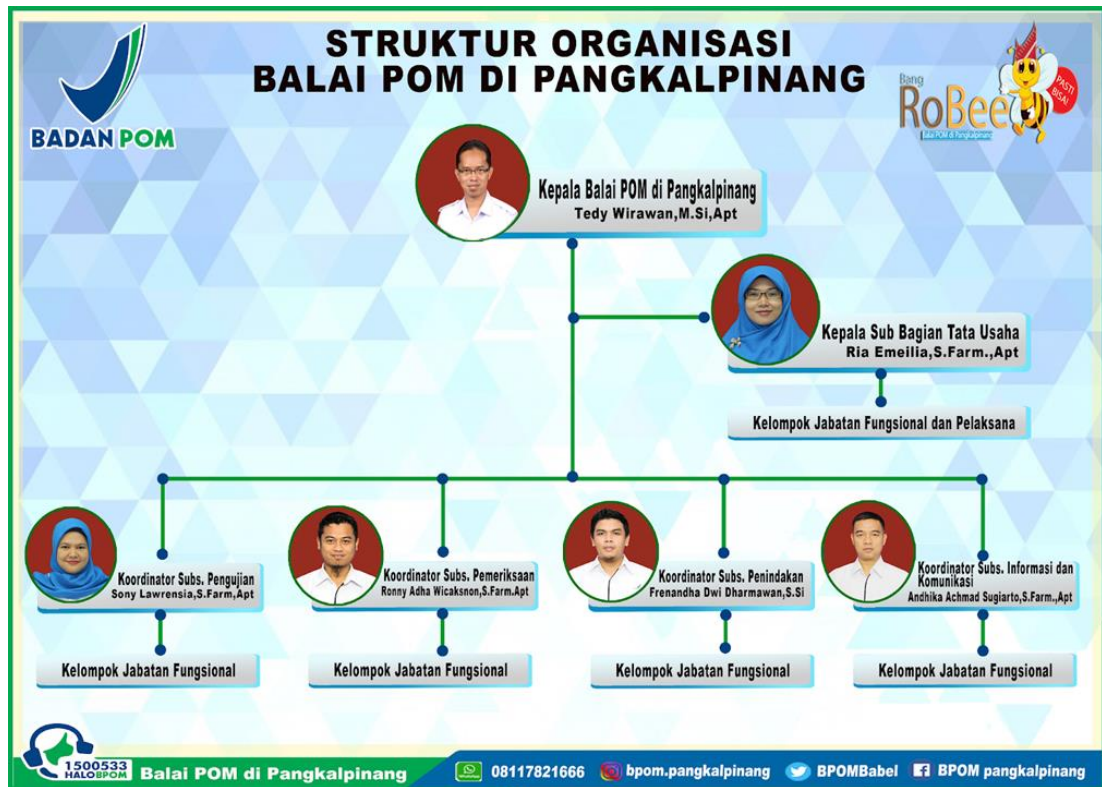 STRUKTUR ORGANISASI
BALAI POM DI PANGKALPINANG
BADAN POM
Bang
RoBee
Balai POM di Pangkalpinang
PASTI
BISA!
Kepala Balai POM di Pangkalpinang
Tedy Wirawan,M.Si,Apt
Kepala Sub Bagian Tata Usaha
Ria Emeilia,S.Farm.,Apt
Kelompok Jabatan Fungsional dan Pelaksana
Koordinator Subs. Pengujian
Sony Lawrensia,S.Farm,Apt
Koordinator Subs. Pemeriksaan
Ronny Adha Wicaksnon,S.Farm.Apt
Koordinator Subs. Penindakan
Frenandha Dwi Dharmawan,S.Si
Koordinator Subs. Informasi dan
Komunikasi
Andhika Achmad Sugiarto,S.Farm.,Apt
Kelompok Jabatan Fungsional
Kelompok Jabatan Fungsional
Kelompok Jabatan Fungsional
Kelompok Jabatan Fungsional
1500533
HALOBPOM
Balai POM di Pangkalpinang
08117821666
bpom.pangkalpinang
BPOMBabel
BPOM pangkalpinang